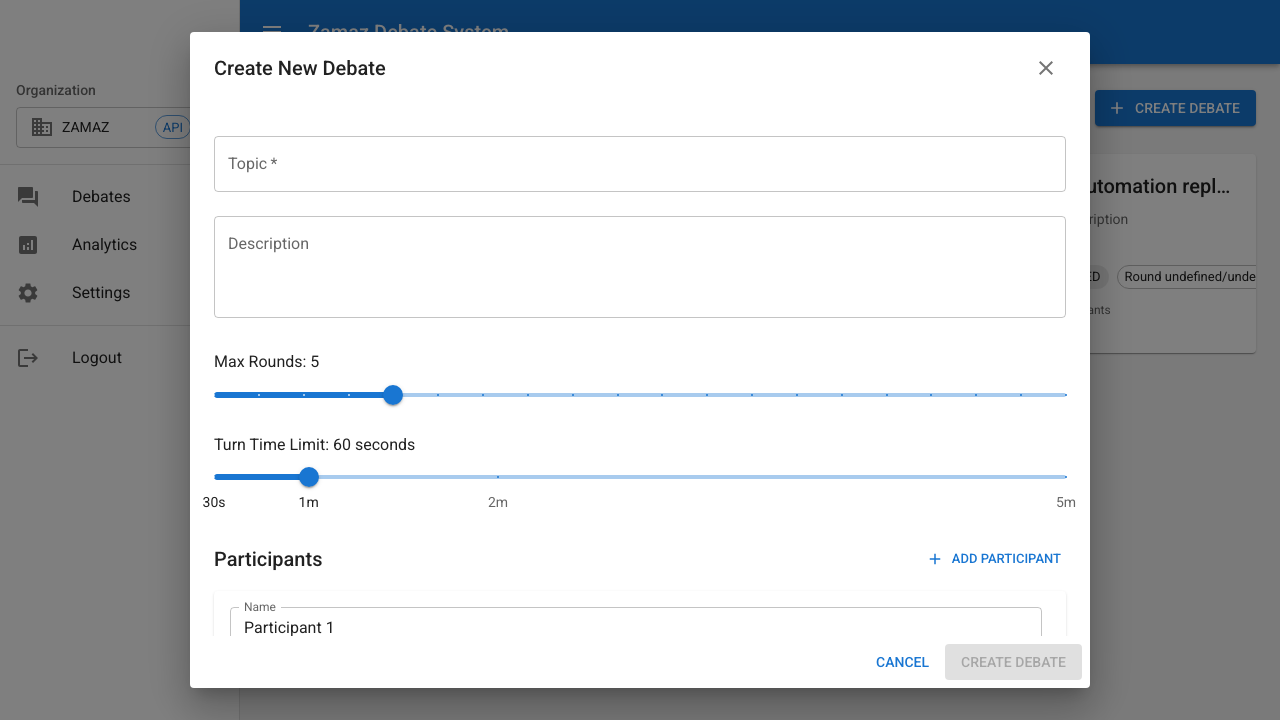 Zamaz Debate System
Organization
ZAMAZ
API
Debates
Analytics
Settings
Logout
CREATE DEBATE
utomation repl...
ription
ED
Round undefined/unde
ants
Create New Debate
Topic *
Description
Max Rounds: 5
Turn Time Limit: 60 seconds
30s 1m 2m 5m
Participants
ADD PARTICIPANT
Name
Participant 1
CANCEL
CREATE DEBATE